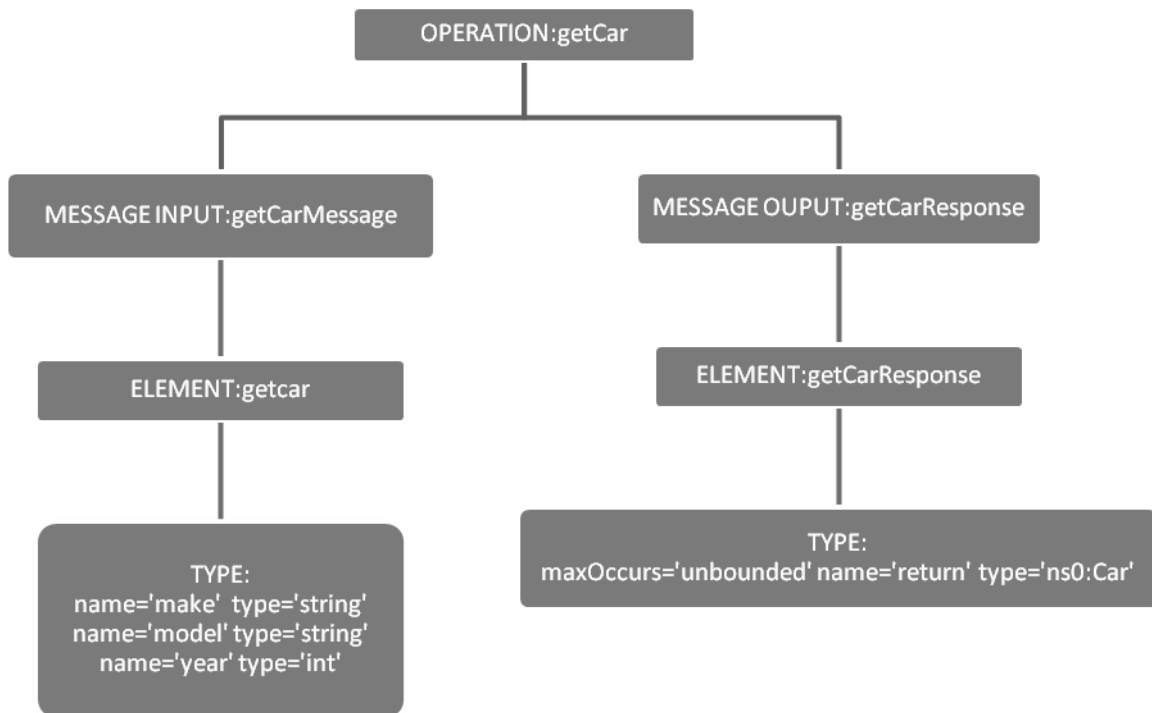 OPERATION:getCar
MESSAGE INPUT:getCarMessage
MESSAGE OUPUT:getCarResponse
ELEMENT:getcar
ELEMENT:getCarResponse
TYPE:
name='make' type='string'
name='model' type='string'
name='year' type='int'
TYPE:
maxOccurs='unbounded' name='return' type='ns0:Car'